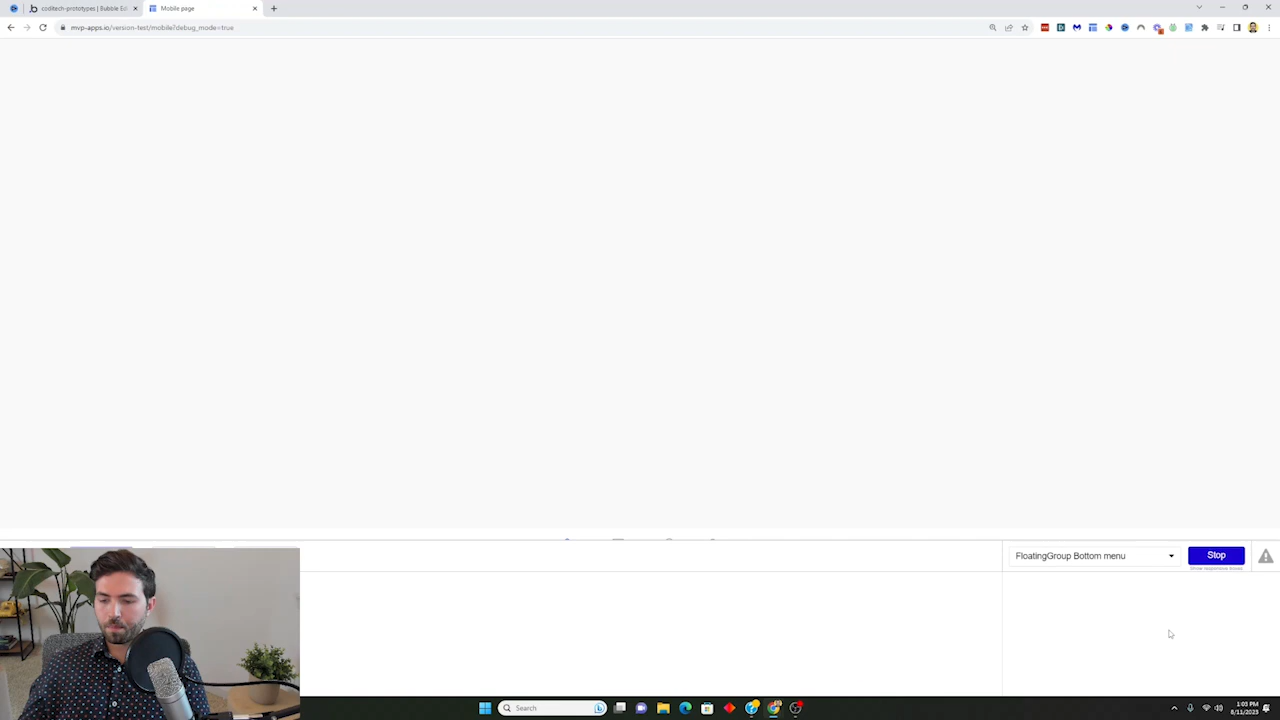 coditech-prototypes | Bubble Ed
Mobile page
mvp-apps.io/version-test/mobile?debug_mode=true
FloatingGroup Bottom menu
Stop
Search
1:03 PM
8/11/2023